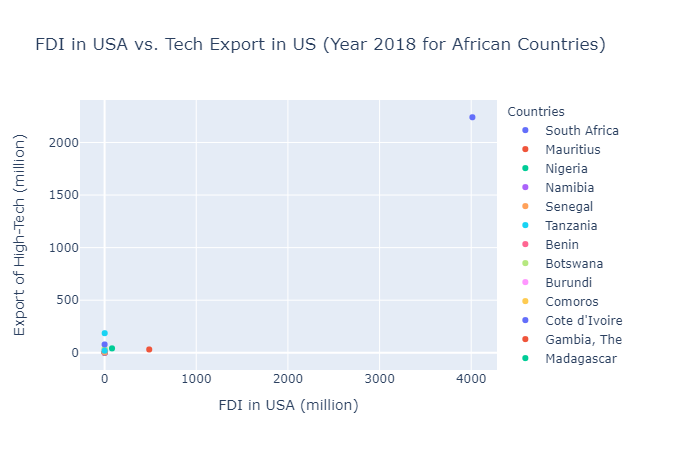 FDI in USA vs. Tech Export in US (Year 2018 for African Countries)
Countries
South Africa
Mauritius
Nigeria
Namibia
Senegal
Tanzania
Benin
Botswana
Burundi
Comoros
Cote d'Ivoire
Gambia, The
Madagascar
Export of High-Tech (million)
2000
1500
1000
500
0
0 1000 2000 3000 4000
FDI in USA (million)